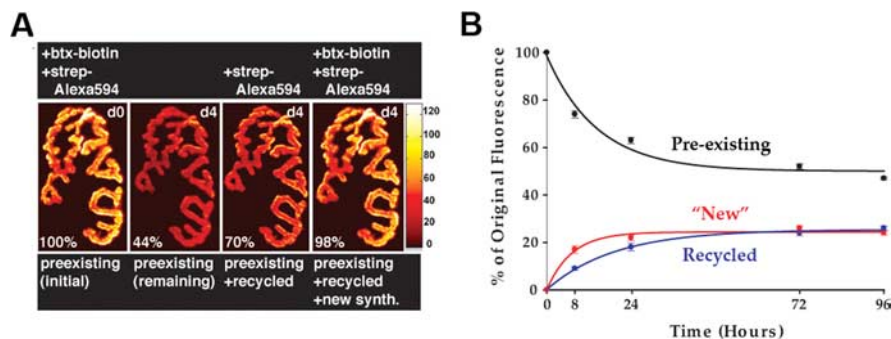 A
+btx-biotin
+strep-
Alexa594
+strep-
Alexa594
+btx-biotin
+strep-
Alexa594
d0
d4
d4
d4
120
100
80
60
40
20
0
100%
44%
70%
98%
preexisting
(initial)
preexisting
(remaining)
preexisting
+recycled
preexisting
+recycled
+new synth.
B
% of Original Fluorescence
100
80
60
40
20
0
Pre-existing
“New”
Recycled
0 8 24 72 96
Time (Hours)